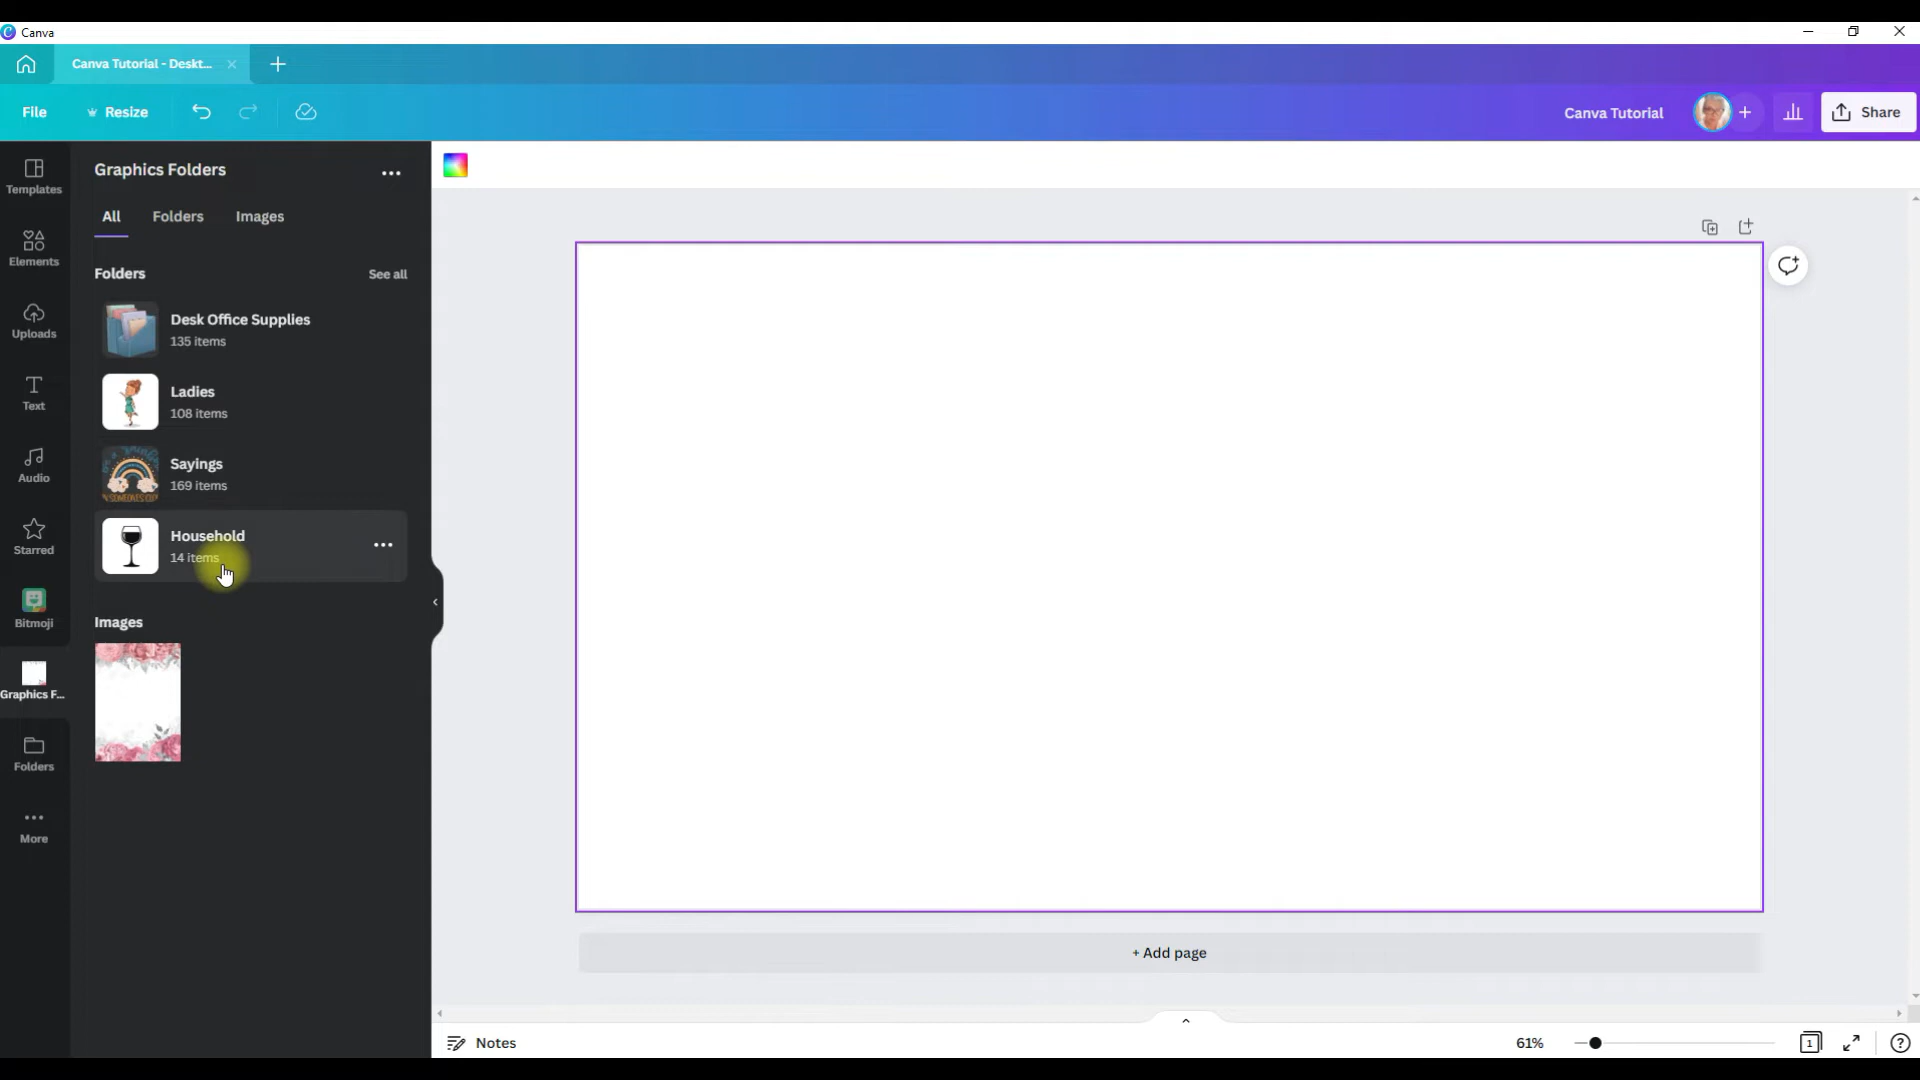 Canva
Canva Tutorial - Deskt...
File
Resize
Canva Tutorial
Share
Templates
Elements
Uploads
Text
Audio
Starred
Bitmoji
Graphics F...
Folders
More
Graphics Folders
All
Folders
Images
Folders
See all
Desk Office Supplies
135 items
Ladies
108 items
Sayings
169 items
Household
14 items
Images
+ Add page
Notes
61%
1